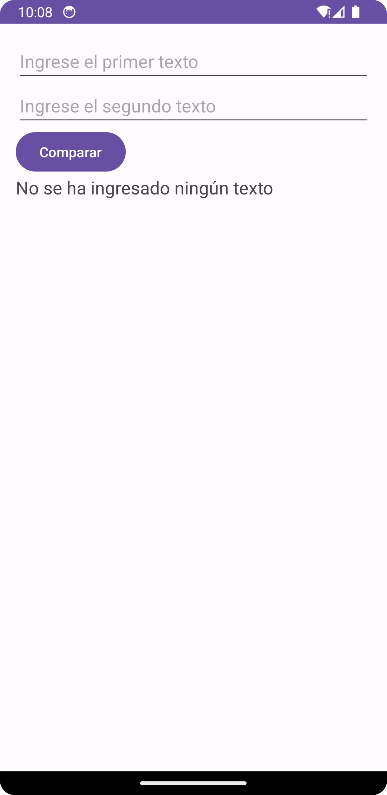 10:08
Ingrese el primer texto
Ingrese el segundo texto
Comparar
No se ha ingresado ningún texto